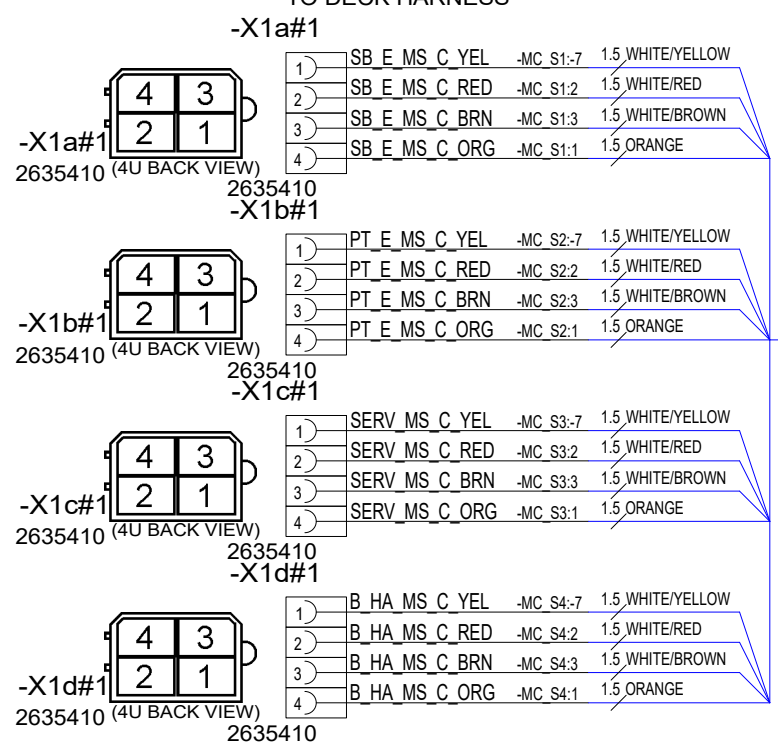 TO DECK HARNESS
-X1a#1
1 SB_E_MS_C_YEL -MC_S1:-7 1.5 WHITE/YELLOW
2 SB_E_MS_C_RED -MC_S1:2 1.5 WHITE/RED
3 SB_E_MS_C_BRN -MC_S1:3 1.5 WHITE/BROWN
4 SB_E_MS_C_ORG -MC_S1:1 1.5 ORANGE
4 3
2 1
-X1a#1
2635410 (4U BACK VIEW)
2635410
-X1b#1
1 PT_E_MS_C_YEL -MC_S2:-7 1.5 WHITE/YELLOW
2 PT_E_MS_C_RED -MC_S2:2 1.5 WHITE/RED
3 PT_E_MS_C_BRN -MC_S2:3 1.5 WHITE/BROWN
4 PT_E_MS_C_ORG -MC_S2:1 1.5 ORANGE
4 3
2 1
-X1b#1
2635410 (4U BACK VIEW)
2635410
-X1c#1
1 SERV_MS_C_YEL -MC_S3:-7 1.5 WHITE/YELLOW
2 SERV_MS_C_RED -MC_S3:2 1.5 WHITE/RED
3 SERV_MS_C_BRN -MC_S3:3 1.5 WHITE/BROWN
4 SERV_MS_C_ORG -MC_S3:1 1.5 ORANGE
4 3
2 1
-X1c#1
2635410 (4U BACK VIEW)
2635410
-X1d#1
1 B_HA_MS_C_YEL -MC_S4:-7 1.5 WHITE/YELLOW
2 B_HA_MS_C_RED -MC_S4:2 1.5 WHITE/RED
3 B_HA_MS_C_BRN -MC_S4:3 1.5 WHITE/BROWN
4 B_HA_MS_C_ORG -MC_S4:1 1.5 ORANGE
4 3
2 1
-X1d#1
2635410 (4U BACK VIEW)
2635410